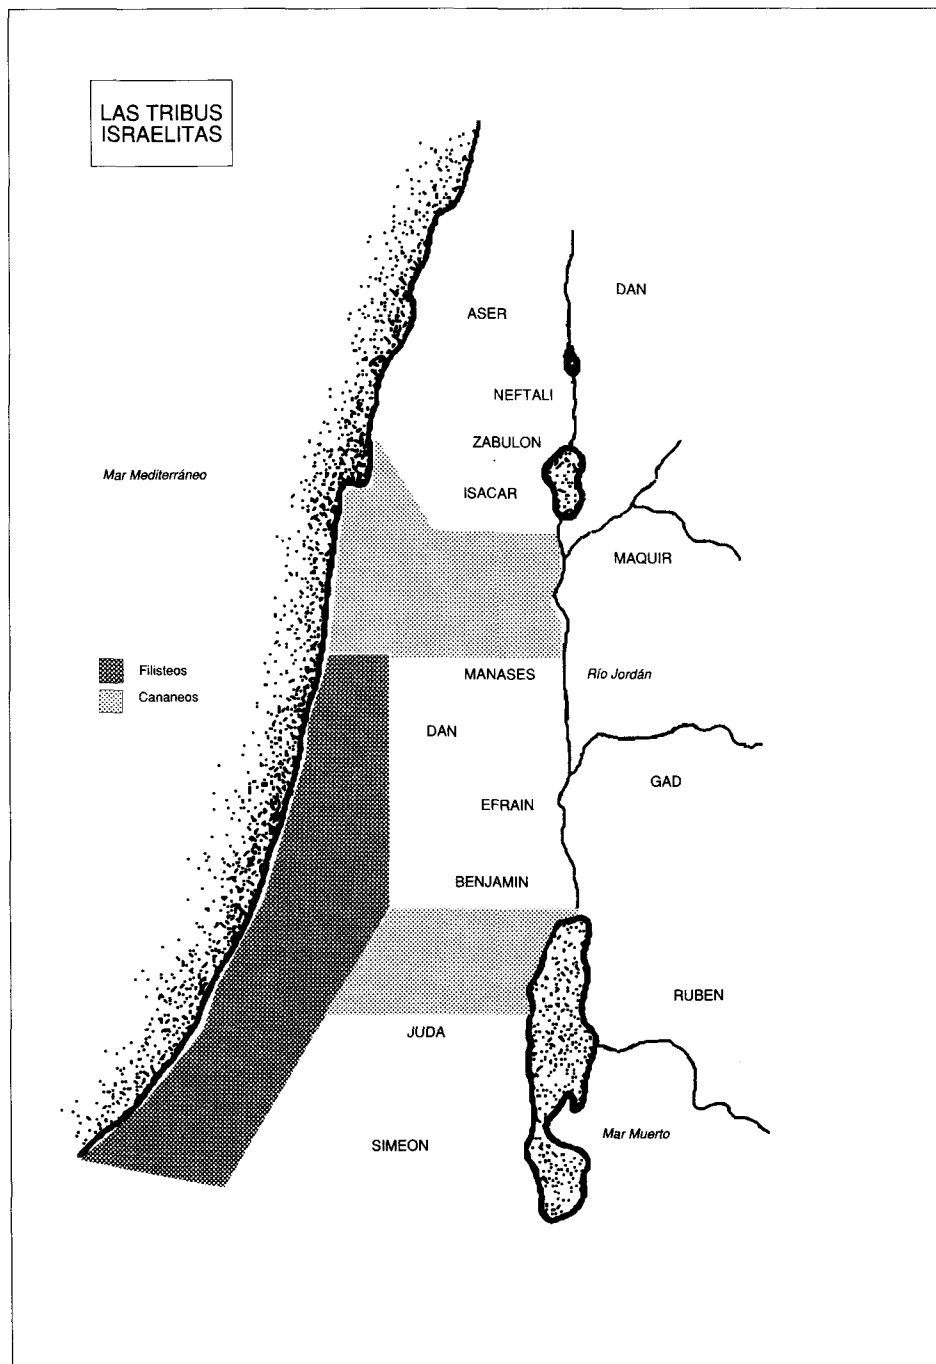 LAS TRIBUS
ISRAELITAS
DAN
ASER
NEFTALI
ZABULON
Mar Mediterráneo
ISACAR
MAQUIR
Filisteos
MANASES
Río Jordán
Cananeos
DAN
GAD
EFRAIN
BENJAMIN
RUBEN
JUDA
Mar Muerto
SIMEON